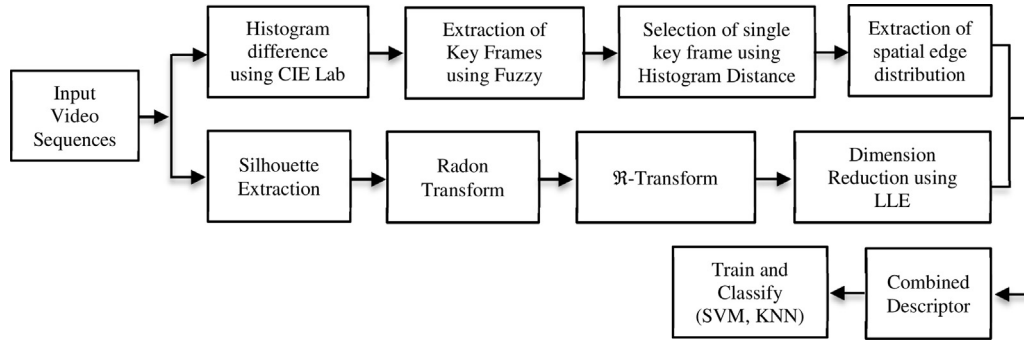 Input
Video
Sequences
Histogram
difference
using CIE Lab
Extraction of
Key Frames
using Fuzzy
Selection of single
key frame using
Histogram Distance
Extraction of
spatial edge
distribution
Silhouette
Extraction
Radon
Transform
ℜ-Transform
Dimension
Reduction using
LLE
Combined
Descriptor
Train and
Classify
(SVM, KNN)